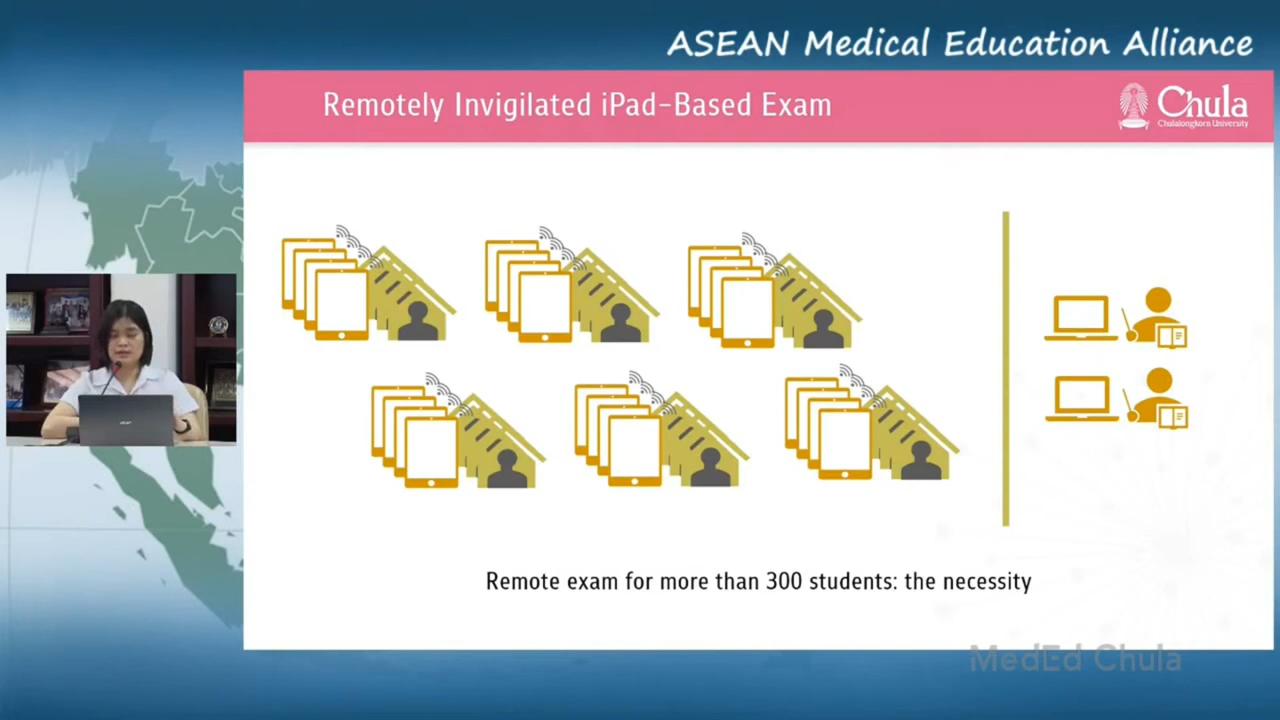 ASEAN Medical Education Alliance
Remotely Invigilated iPad-Based Exam
Chula
Chulalongkorn University
acer
Remote exam for more than 300 students: the necessity
MedEd Chula